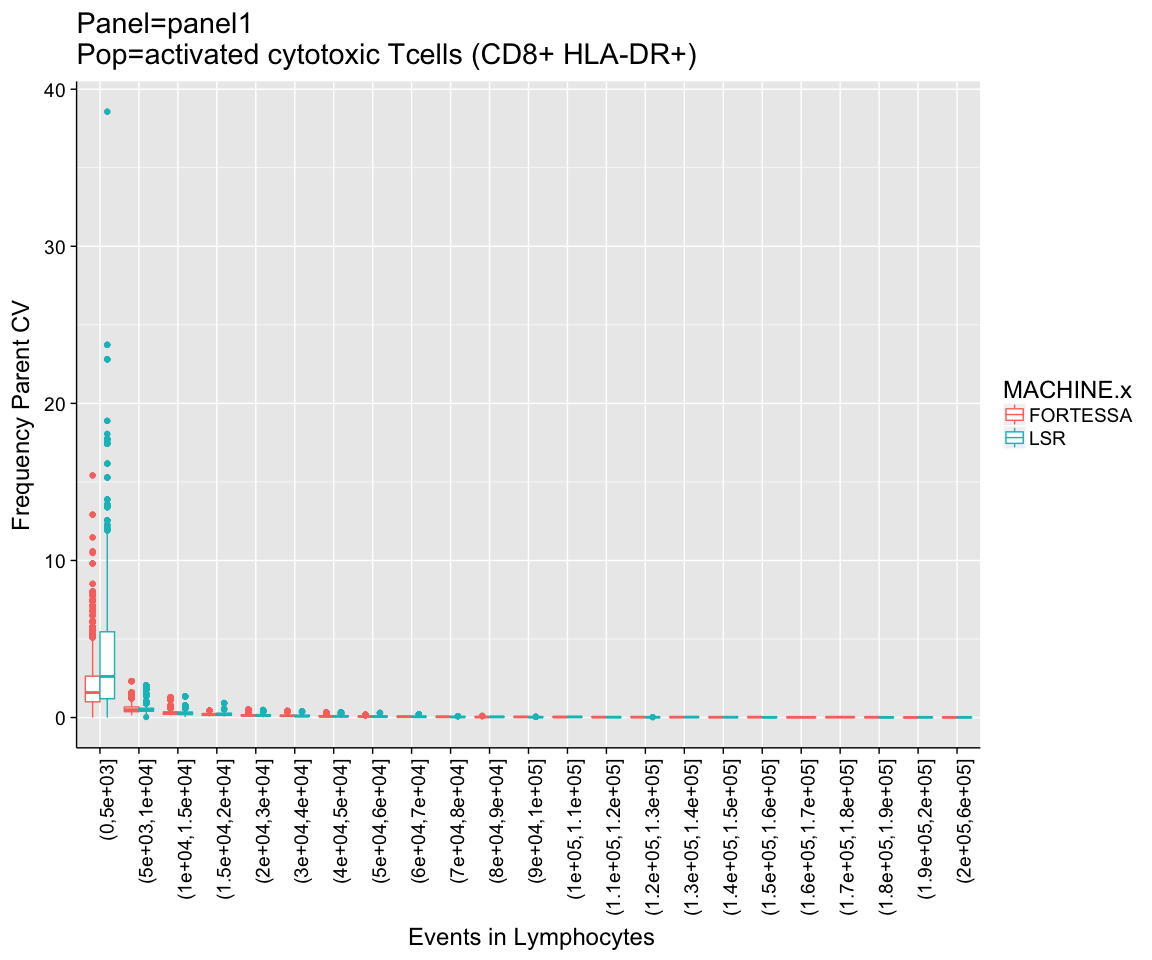 Panel=panel1
Pop=activated cytotoxic Tcells (CD8+ HLA-DR+)
Frequency Parent CV
40
30
20
10
0
(0,5e+03]
(5e+03,1e+04]
(1e+04,1.5e+04]
(1.5e+04,2e+04]
(2e+04,3e+04]
(3e+04,4e+04]
(4e+04,5e+04]
(5e+04,6e+04]
(6e+04,7e+04]
(7e+04,8e+04]
(8e+04,9e+04]
(9e+04,1e+05]
(1e+05,1.1e+05]
(1.1e+05,1.2e+05]
(1.2e+05,1.3e+05]
(1.3e+05,1.4e+05]
(1.4e+05,1.5e+05]
(1.5e+05,1.6e+05]
(1.6e+05,1.7e+05]
(1.7e+05,1.8e+05]
(1.8e+05,1.9e+05]
(1.9e+05,2e+05]
(2e+05,6e+05]
Events in Lymphocytes
MACHINE.x
FORTESSA
LSR